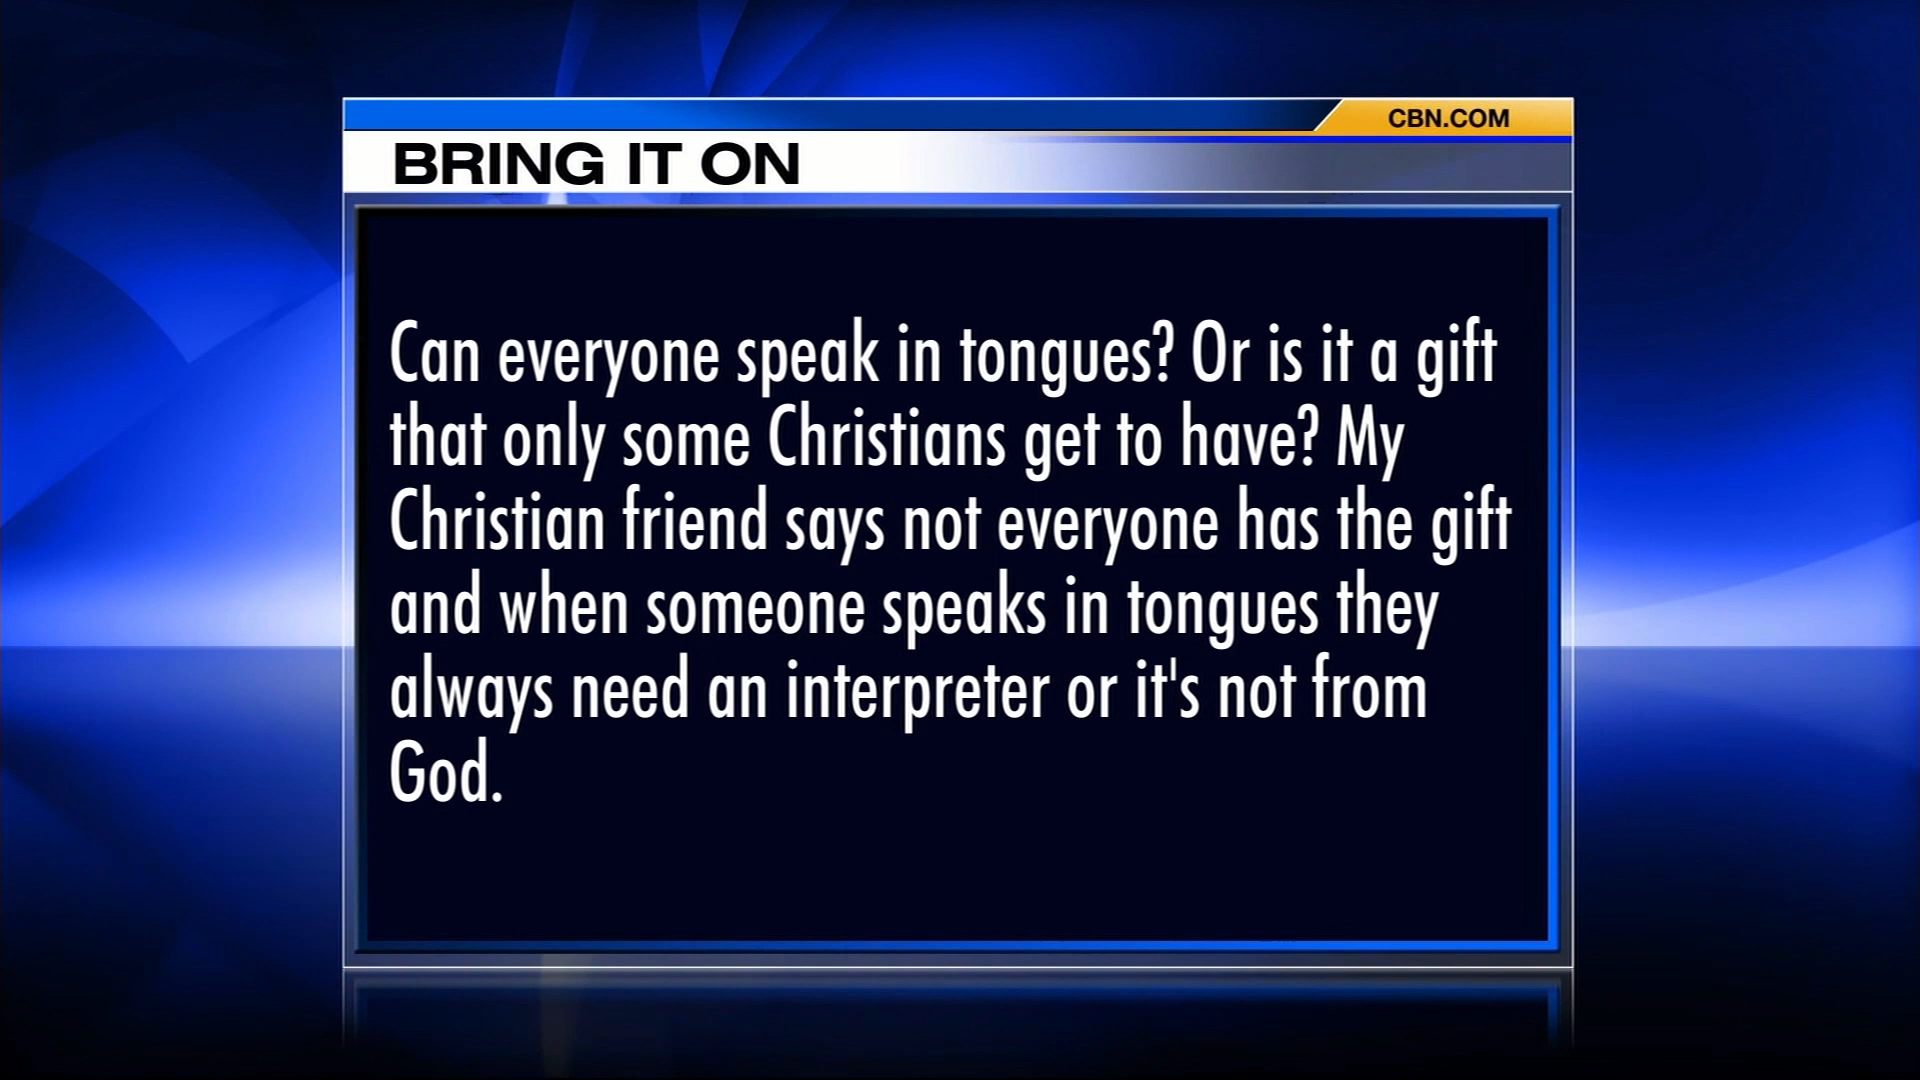 CBN.COM
BRING IT ON
Can everyone speak in tongues? Or is it a gift
that only some Christians get to have? My
Christian friend says not everyone has the gift
and when someone speaks in tongues they
always need an interpreter or it's not from
God.